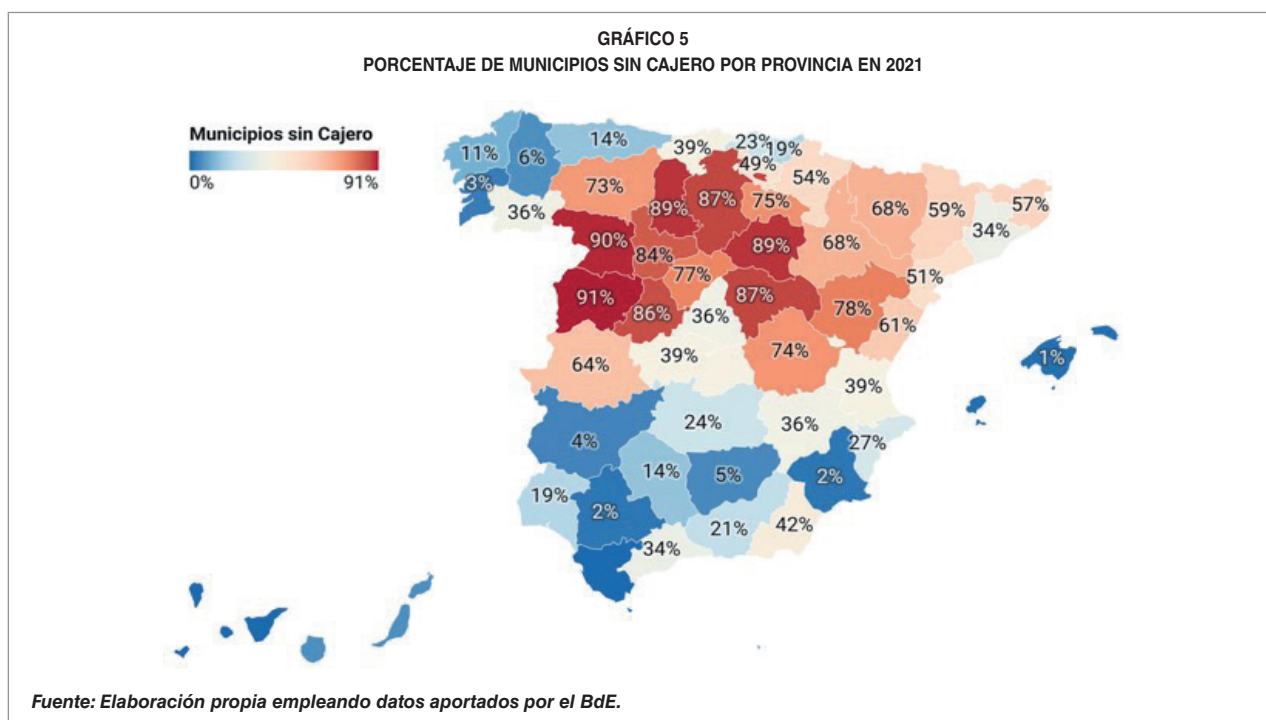 GRÁFICO 5
PORCENTAJE DE MUNICIPIOS SIN CAJERO POR PROVINCIA EN 2021
Municipios sin Cajero
0% 91%
11% 6% 14% 39% 23% 19%
49%
3% 73% 89% 87% 75% 54% 68% 59% 57%
36% 34%
90% 84% 89% 68%
77% 51%
91% 86% 36% 87% 78% 61%
64% 39% 74% 1%
39%
4% 24% 36% 27%
14% 5% 2%
19% 2% 21% 42%
34%
Fuente: Elaboración propia empleando datos aportados por el BdE.